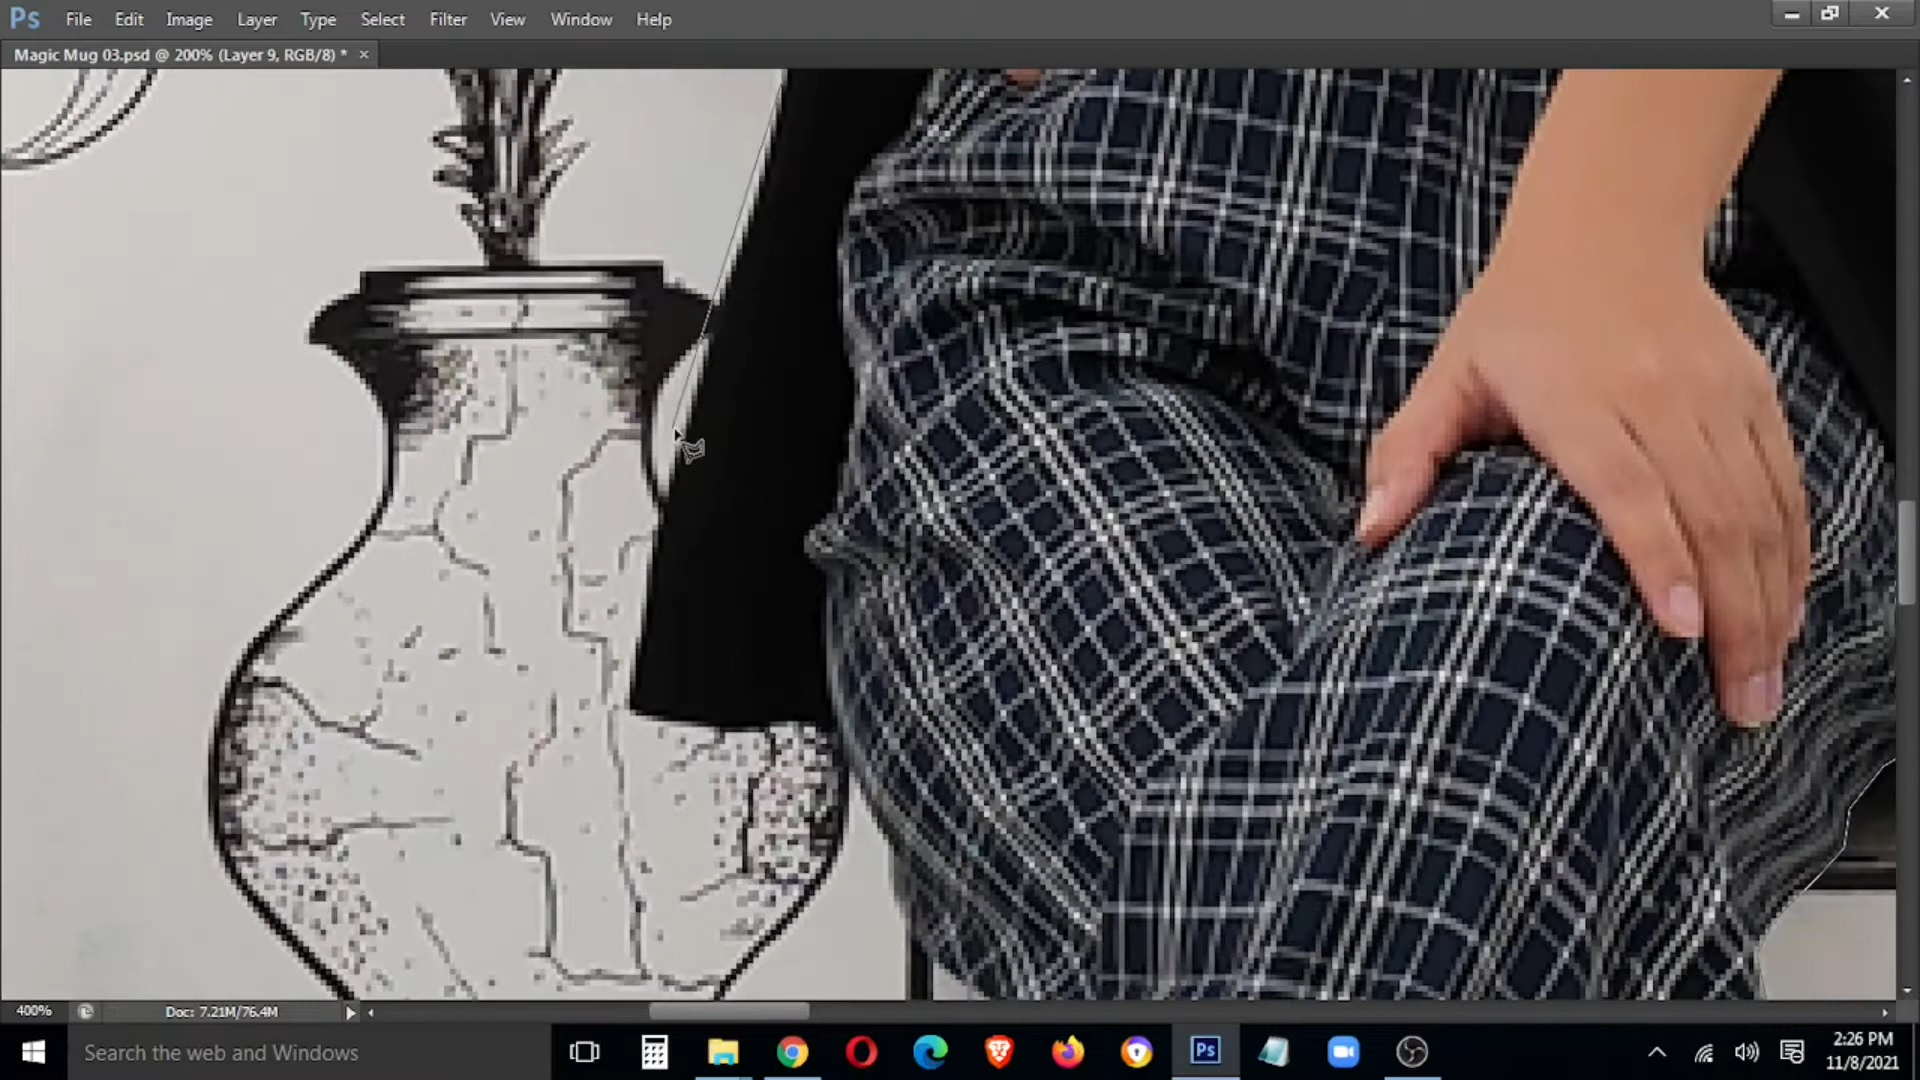 Ps File Edit Image Layer Type Select Filter View Window Help
Magic Mug 03.psd @ 200% (Layer 9, RGB/8) * ×
400% Doc: 7.21M/76.4M
Search the web and Windows
Ps
2:26 PM
11/8/2021